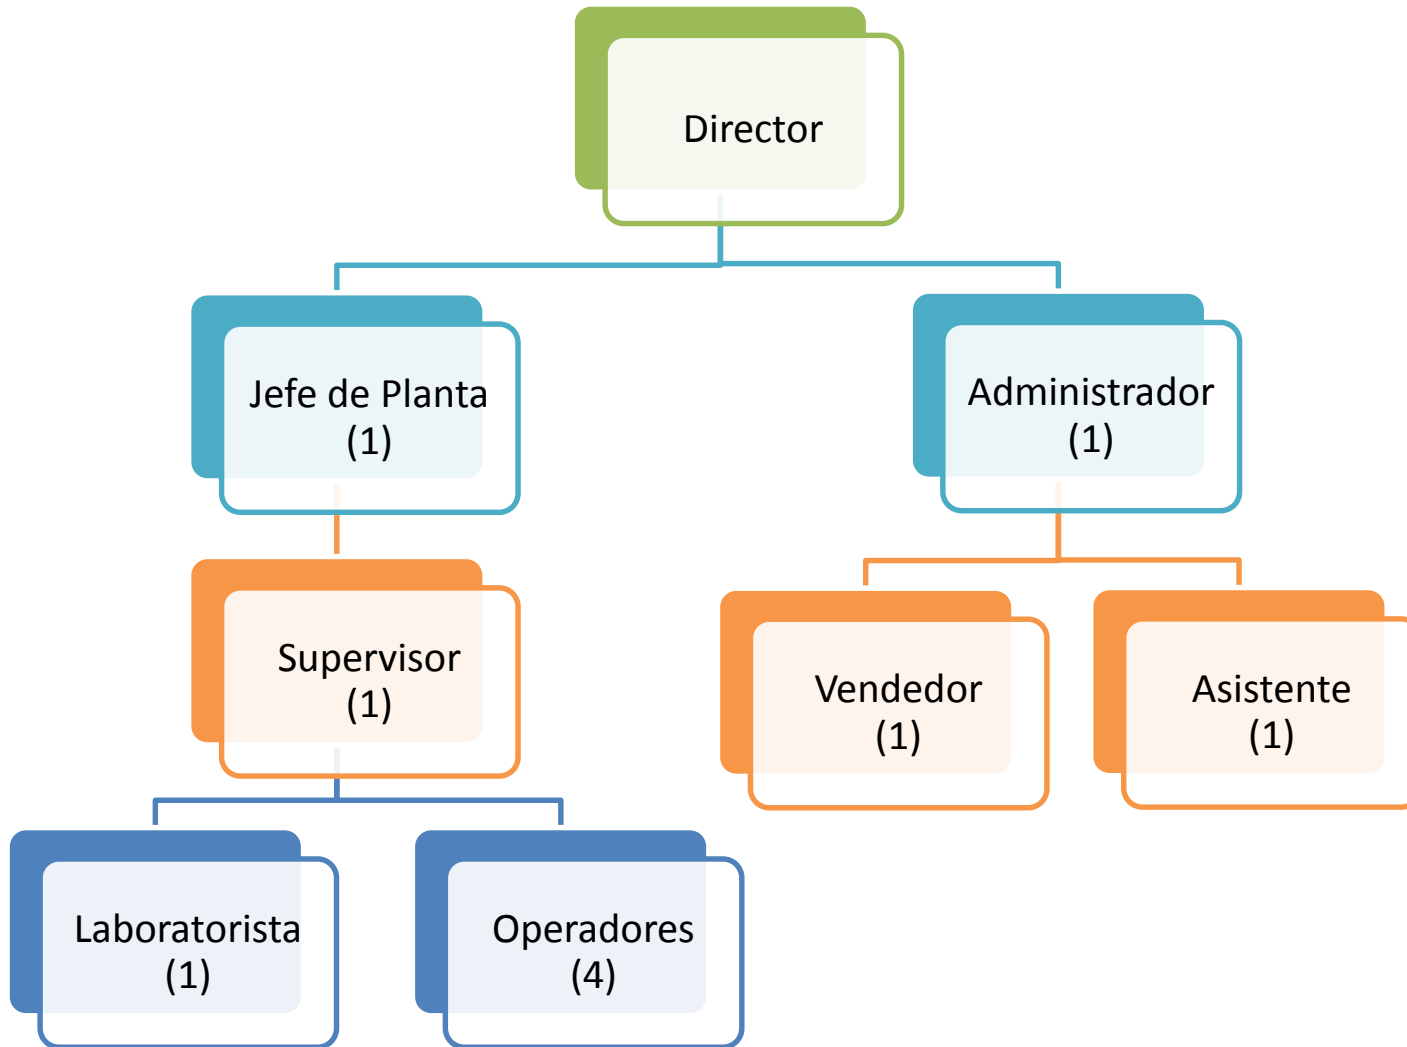 Director
Jefe de Planta
(1)
Administrador
(1)
Supervisor
(1)
Vendedor
(1)
Asistente
(1)
Laboratorista
(1)
Operadores
(4)